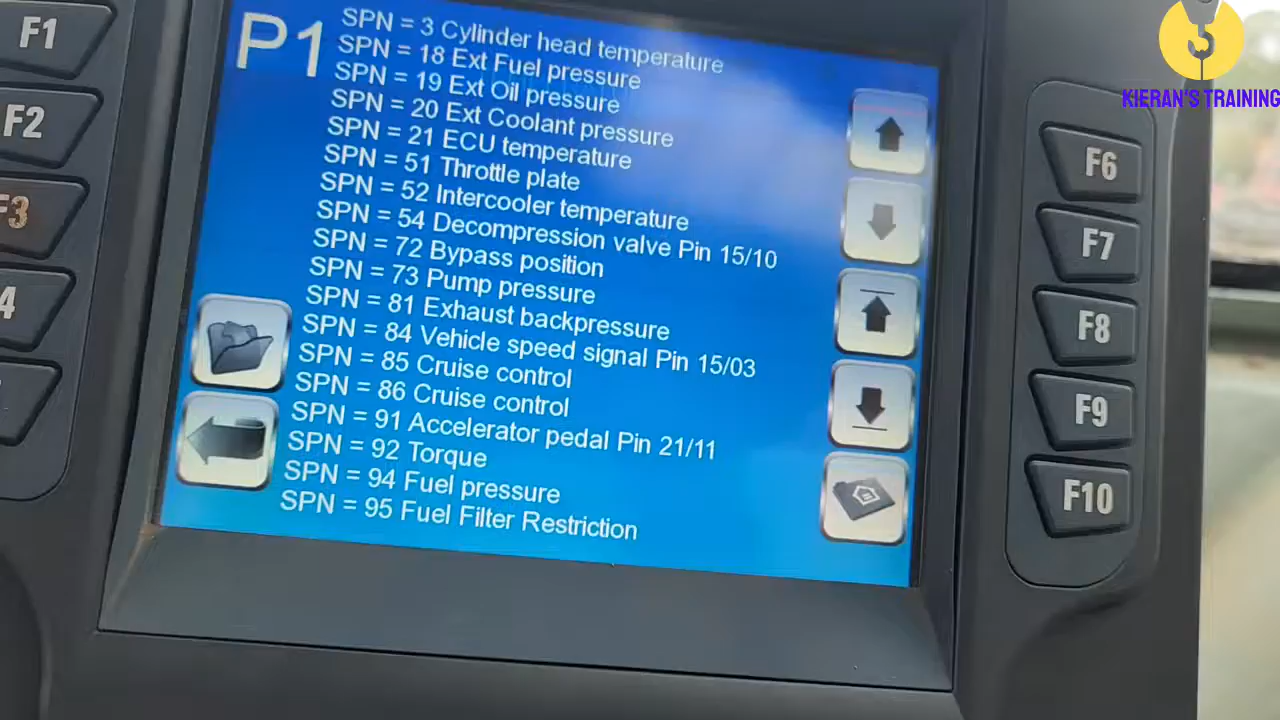 F1
F2
F3
4
P1
SPN = 3 Cylinder head temperature
SPN = 18 Ext Fuel pressure
SPN = 19 Ext Oil pressure
SPN = 20 Ext Coolant pressure
SPN = 21 ECU temperature
SPN = 51 Throttle plate
SPN = 52 Intercooler temperature
SPN = 54 Decompression valve Pin 15/10
SPN = 72 Bypass position
SPN = 73 Pump pressure
SPN = 81 Exhaust backpressure
SPN = 84 Vehicle speed signal Pin 15/03
SPN = 85 Cruise control
SPN = 86 Cruise control
SPN = 91 Accelerator pedal Pin 21/11
SPN = 92 Torque
SPN = 94 Fuel pressure
SPN = 95 Fuel Filter Restriction
KIERAN'S TRAINING
F6
F7
F8
F9
F10